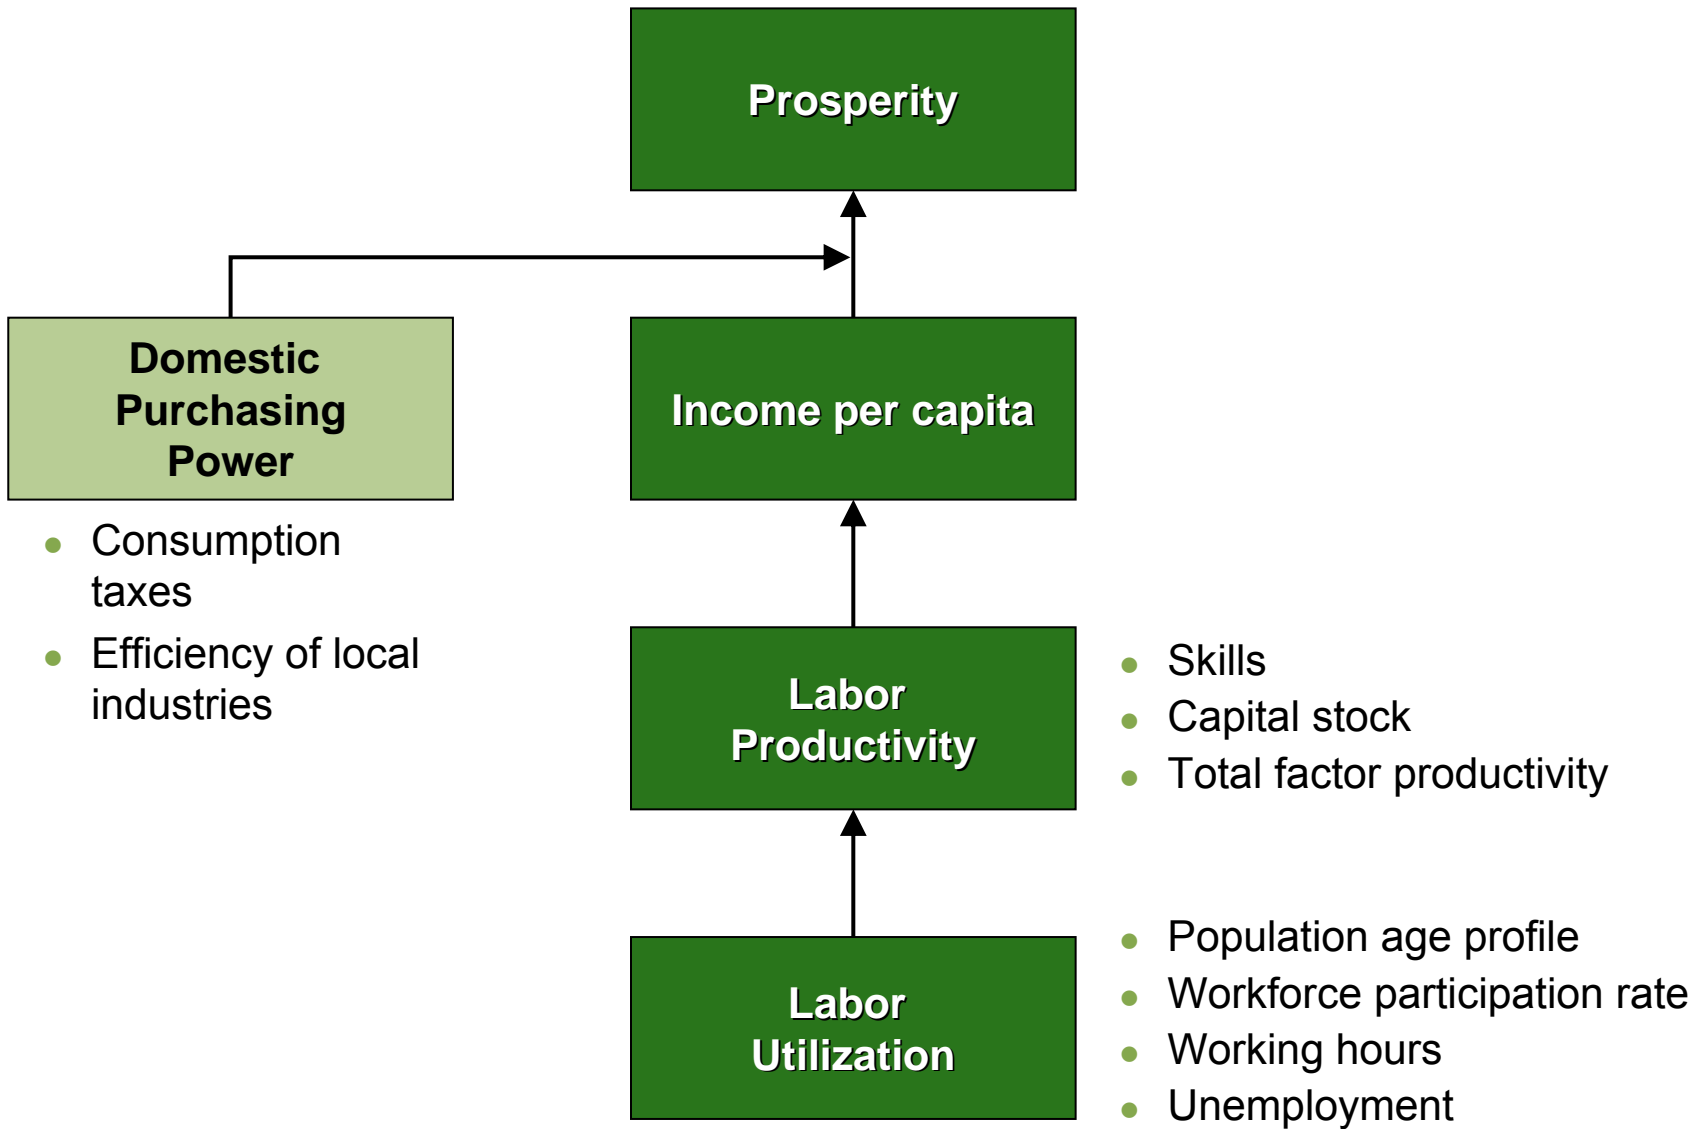 Prosperity
Domestic
Purchasing
Power
Income per capita
Consumption
taxes
Efficiency of local
industries
Labor
Productivity
Skills
Capital stock
Total factor productivity
Labor
Utilization
Population age profile
Workforce participation rate
Working hours
Unemployment